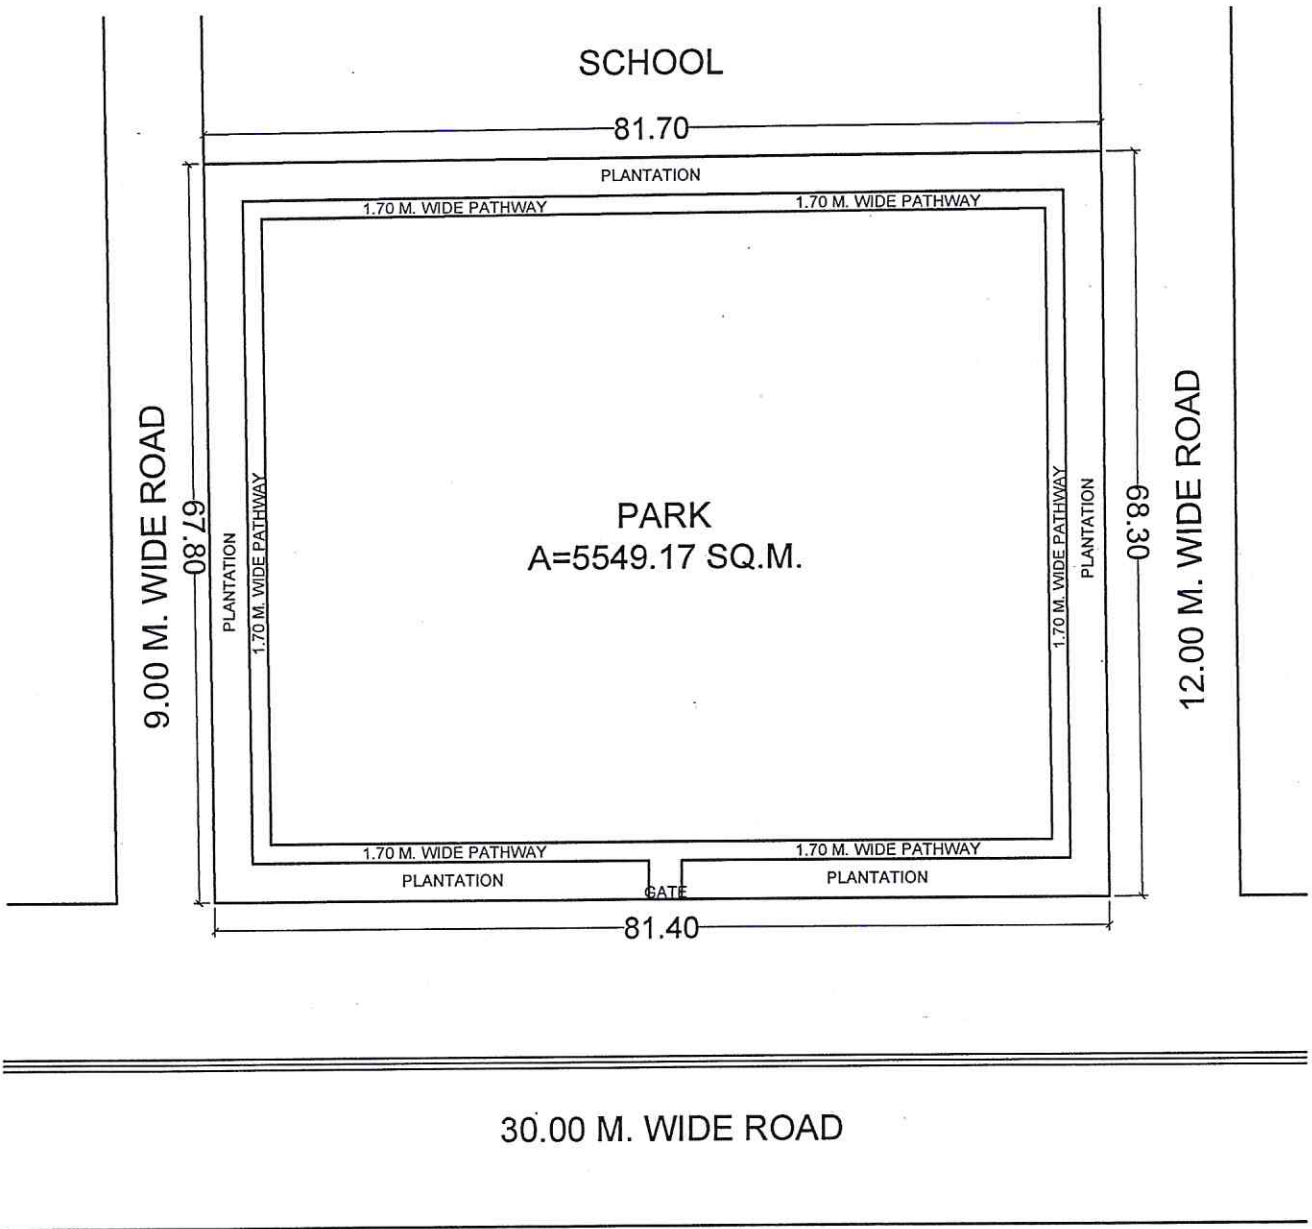 SCHOOL
81.70
PLANTATION
1.70 M. WIDE PATHWAY
1.70 M. WIDE PATHWAY
9.00 M. WIDE ROAD
67.80
PLANTATION
1.70 M. WIDE PATHWAY
PARK
A=5549.17 SQ.M.
1.70 M. WIDE PATHWAY
PLANTATION
68.30
12.00 M. WIDE ROAD
1.70 M. WIDE PATHWAY
1.70 M. WIDE PATHWAY
PLANTATION
GATE
PLANTATION
81.40
30.00 M. WIDE ROAD